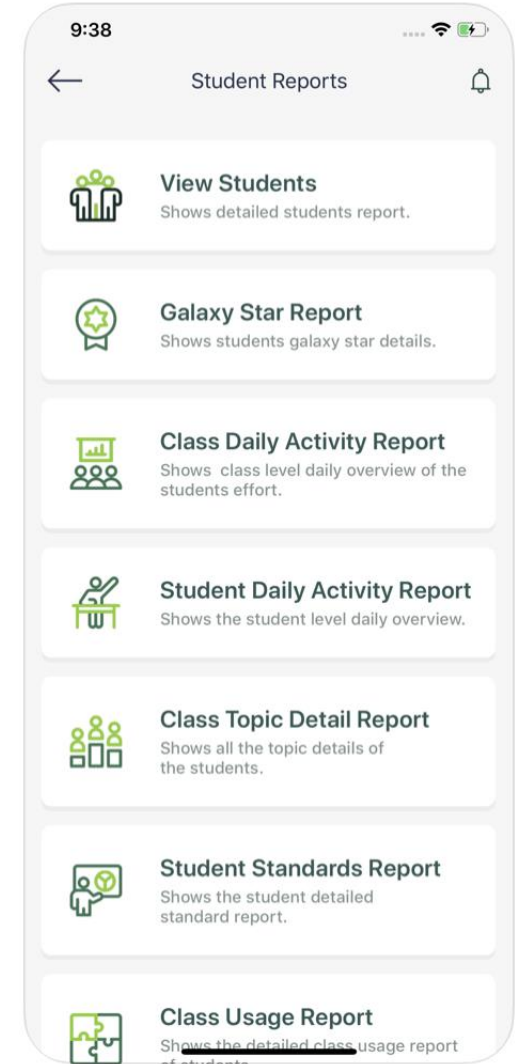 9:38
Student Reports
View Students
Shows detailed students report.
Galaxy Star Report
Shows students galaxy star details.
Class Daily Activity Report
Shows  class level daily overview of the
students effort.
Student Daily Activity Report
Shows the student level daily overview.
Class Topic Detail Report
Shows all the topic details of
the students.
Student Standards Report
Shows the student detailed
standard report.
Class Usage Report
Shows the detailed class usage report
of students